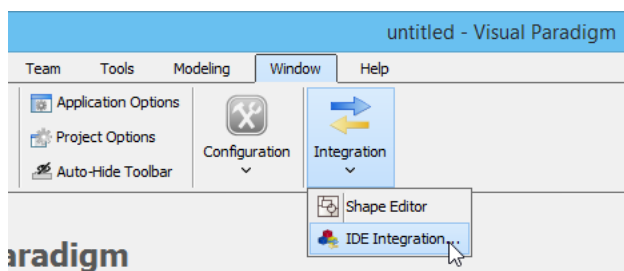 untitled - Visual Paradigm
Team Tools Modeling Window Help
Application Options
Project Options
Auto-Hide Toolbar
Configuration
Integration
Shape Editor
IDE Integration...
aradigm